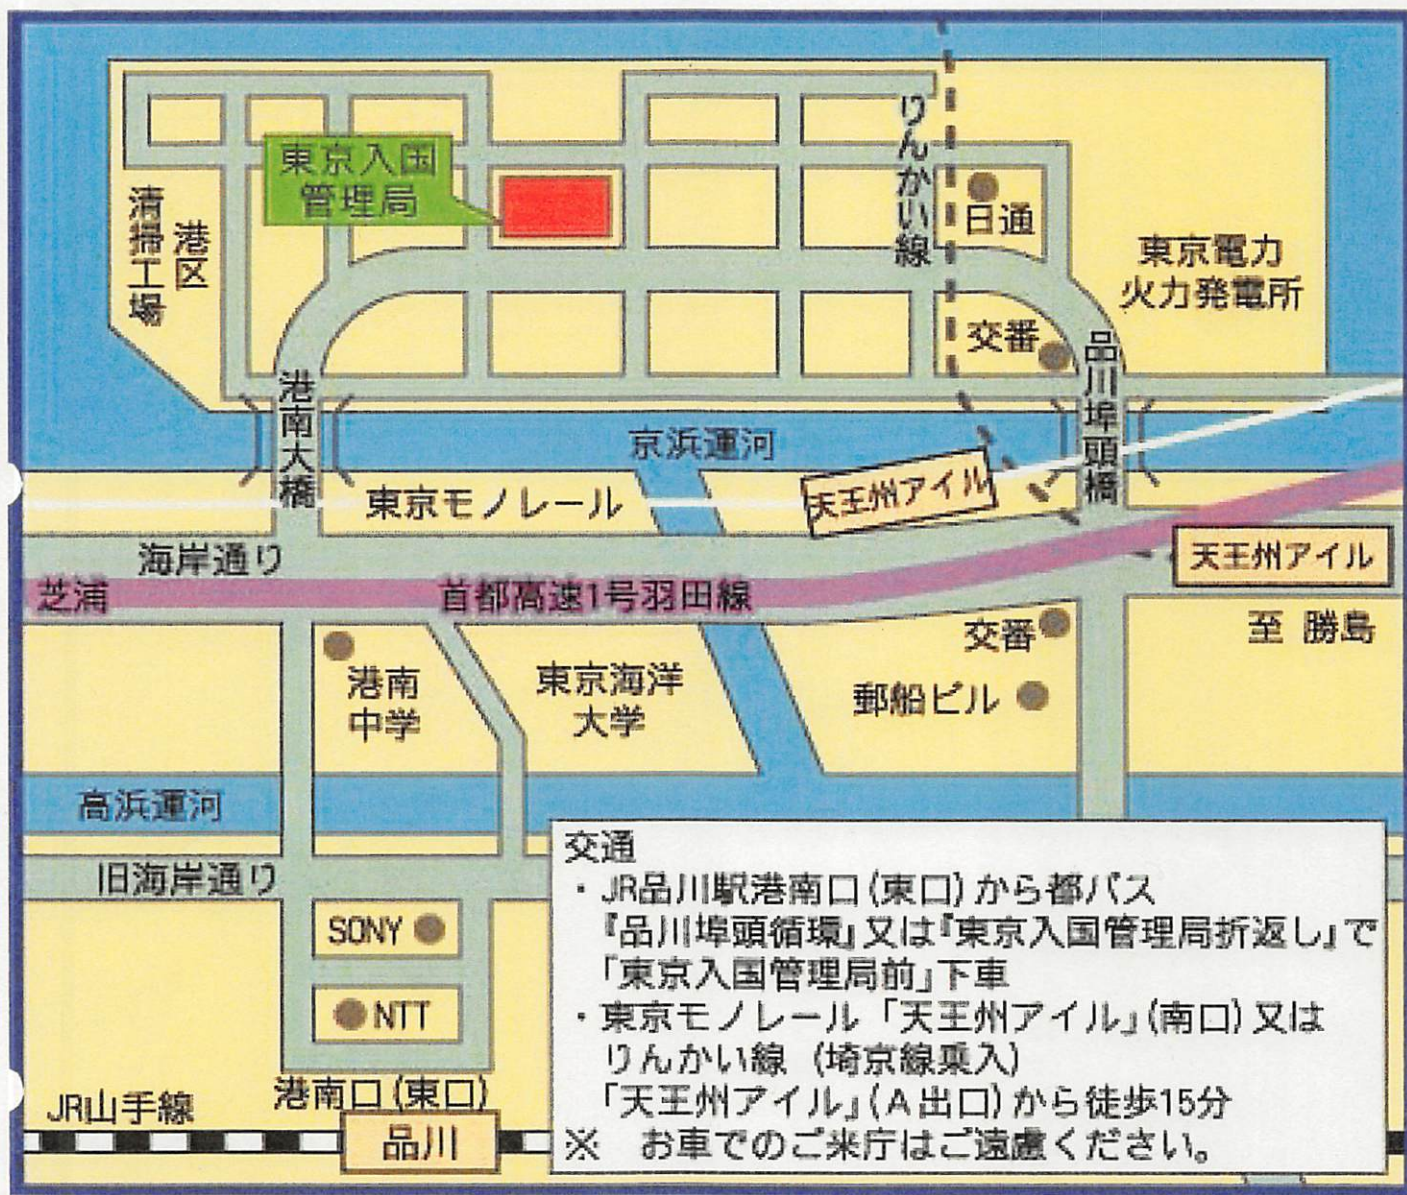 りんかい線
東京入国
管理局
日通
港区
清掃工場
東京電力
火力発電所
交番
品川埠頭橋
港南大橋
京浜運河
東京モノレール
天王州アイル
海岸通り
天王州アイル
芝浦
首都高速1号羽田線
交番
至 勝島
港南
中学
東京海洋
大学
郵船ビル
高浜運河
旧海岸通り
SONY
NTT
港南口(東口)
JR山手線
品川
交通
・JR品川駅港南口(東口)から都バス
『品川埠頭循環』又は『東京入国管理局折返し』で
「東京入国管理局前」下車
・東京モノレール「天王州アイル」(南口)又は
りんかい線 (埼京線乗入)
「天王州アイル」(A出口)から徒歩15分
※ お車でのご来庁はご遠慮ください。